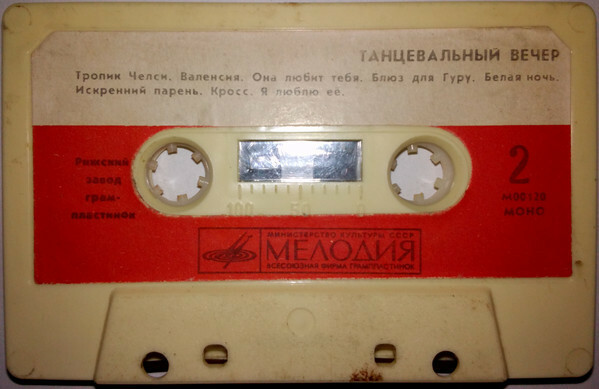 ТАНЦЕВАЛЬНЫЙ ВЕЧЕР
Тропик Челси. Валенсия. Она любит тебя. Блюз для Гуру. Белая ночь.
Искренний парень. Кросс. Я люблю её.
Рижский
завод
грам-
пластинок
2
М00120
МОНО
100 50 0
МИНИСТЕРСТВО КУЛЬТУРЫ СССР
МЕЛОДИЯ
ВСЕСОЮЗНАЯ ФИРМА ГРАМПЛАСТИНОК